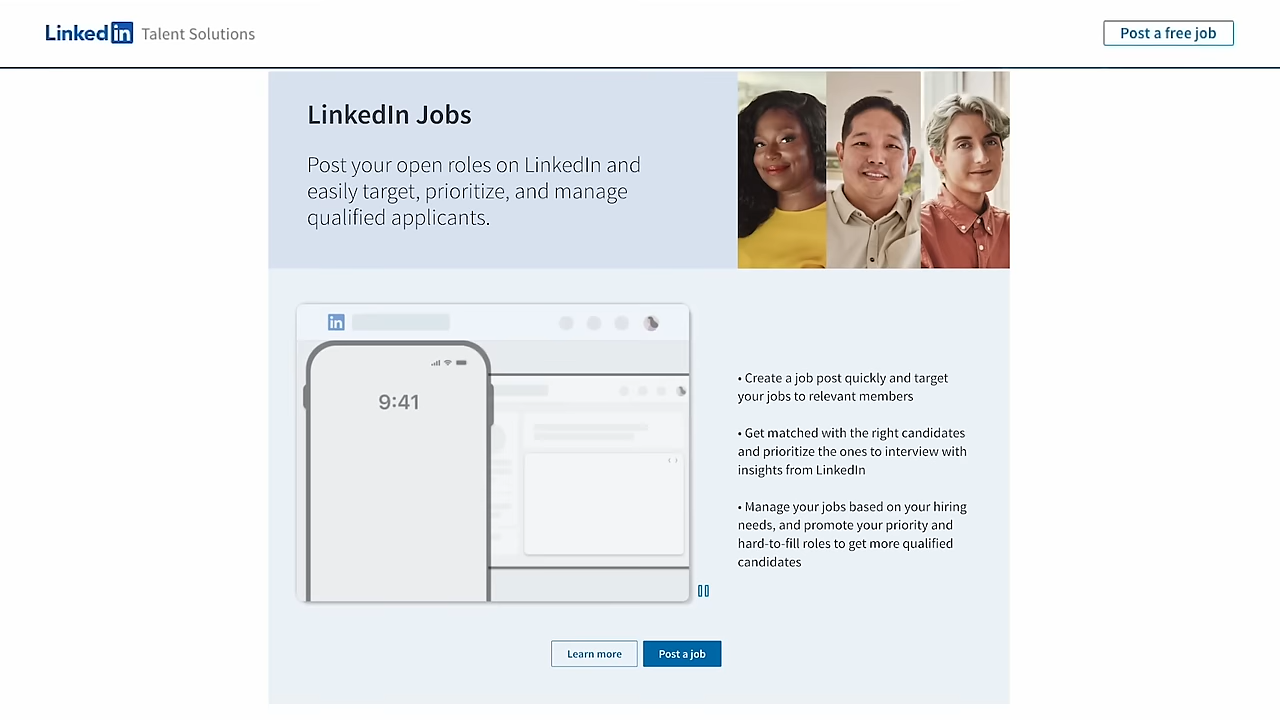 LinkedIn Talent Solutions
Post a free job
LinkedIn Jobs
Post your open roles on LinkedIn and
easily target, prioritize, and manage
qualified applicants.
in
9:41
• Create a job post quickly and target
your jobs to relevant members
• Get matched with the right candidates
and prioritize the ones to interview with
insights from LinkedIn
• Manage your jobs based on your hiring
needs, and promote your priority and
hard-to-fill roles to get more qualified
candidates
Learn more
Post a job